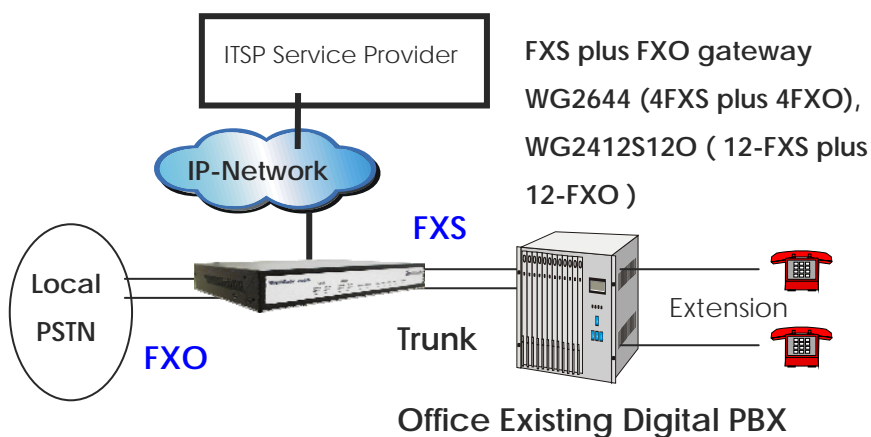 ITSP Service Provider
FXS plus FXO gateway
WG2644 (4FXS plus 4FXO),
WG2412S12O ( 12-FXS plus
12-FXO )
IP-Network
FXS
Local
PSTN
FXO
Trunk
Extension
Office Existing Digital PBX